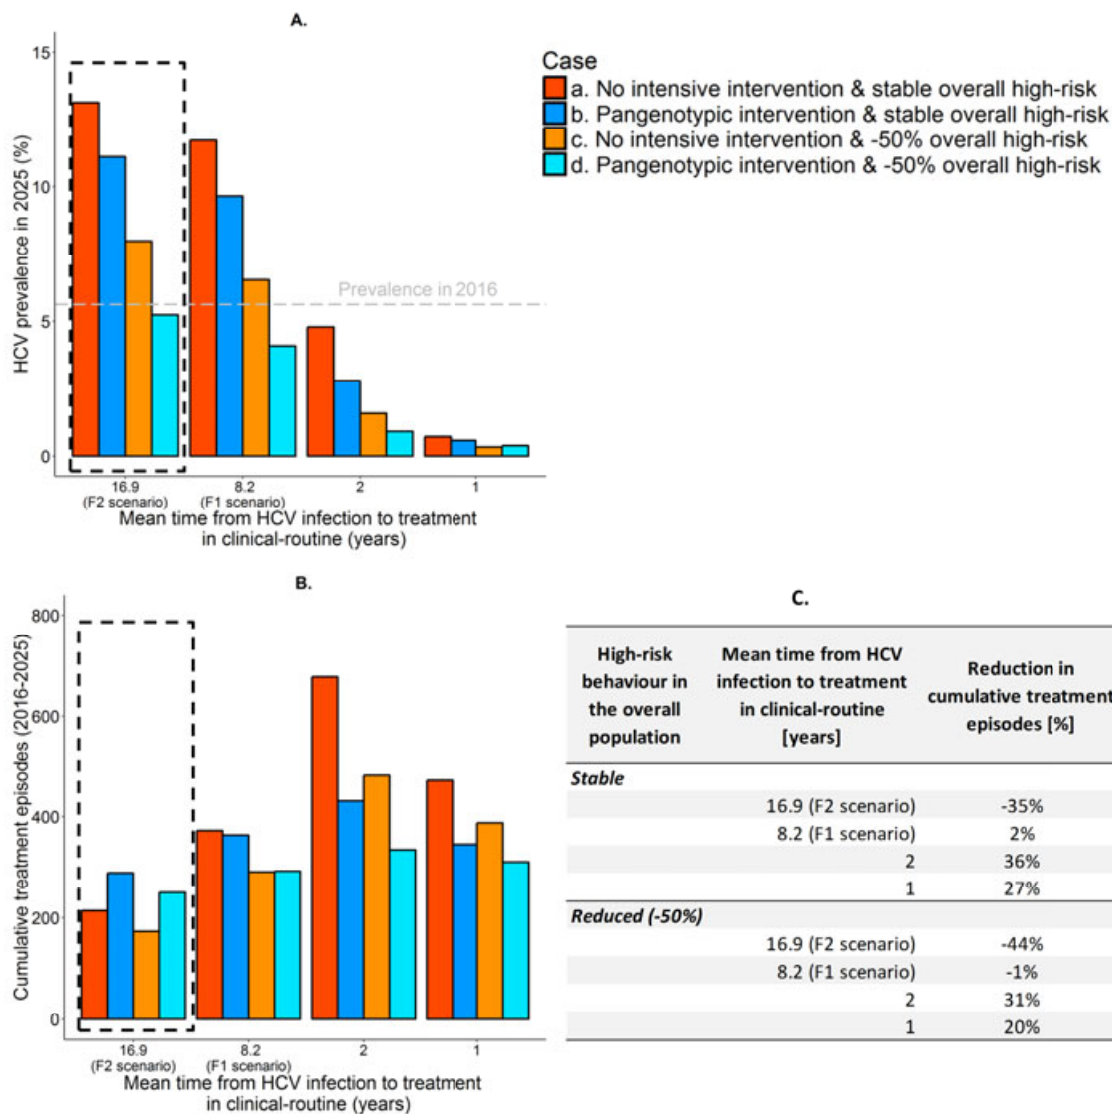 A.
HCV prevalence in 2025 (%)
15
10
5
0
Prevalence in 2016
16.9
(F2 scenario)
8.2
(F1 scenario)
2
1
Mean time from HCV infection to treatment
in clinical-routine (years)
Case
a. No intensive intervention & stable overall high-risk
b. Pangenotypic intervention & stable overall high-risk
c. No intensive intervention & -50% overall high-risk
d. Pangenotypic intervention & -50% overall high-risk
B.
Cumulative treatment episodes (2016-2025)
800
600
400
200
0
16.9
(F2 scenario)
8.2
(F1 scenario)
2
1
Mean time from HCV infection to treatment
in clinical-routine (years)
C.
High-risk
behaviour in
the overall
population
Mean time from HCV
infection to treatment
in clinical-routine
[years]
Reduction in
cumulative treatment
episodes [%]
Stable
16.9 (F2 scenario) -35%
8.2 (F1 scenario) 2%
2 36%
1 27%
Reduced (-50%)
16.9 (F2 scenario) -44%
8.2 (F1 scenario) -1%
2 31%
1 20%